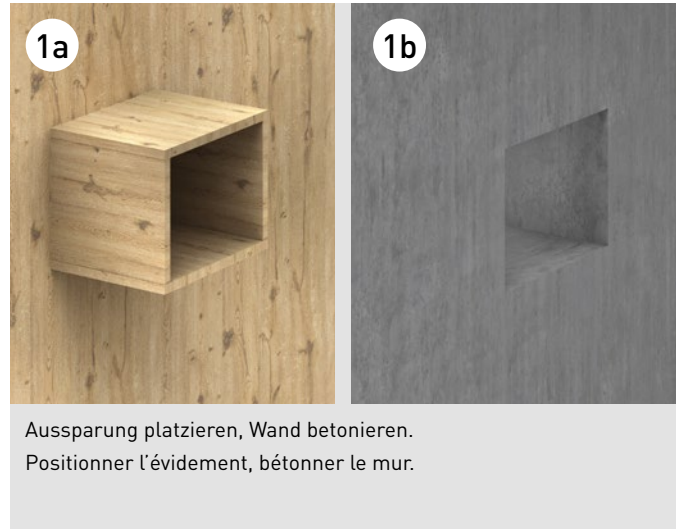 1a
1b
Aussparung platzieren, Wand betonieren.
Positionner l’évidement, bétonner le mur.